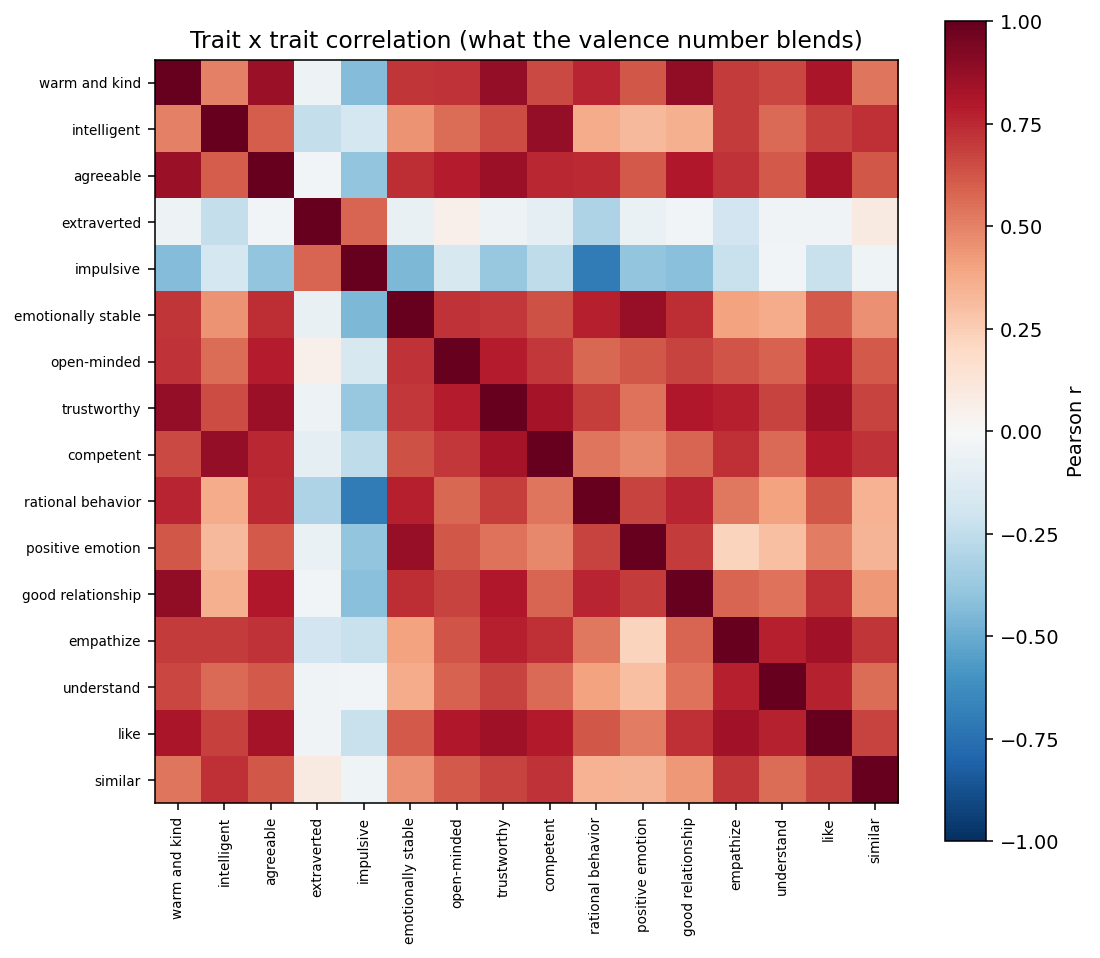 Trait x trait correlation (what the valence number blends)
warm and kind
intelligent
agreeable
extraverted
impulsive
emotionally stable
open-minded
trustworthy
competent
rational behavior
positive emotion
good relationship
empathize
understand
like
similar
warm and kind
intelligent
agreeable
extraverted
impulsive
emotionally stable
open-minded
trustworthy
competent
rational behavior
positive emotion
good relationship
empathize
understand
like
similar
1.00
0.75
0.50
0.25
0.00
−0.25
−0.50
−0.75
−1.00
Pearson r